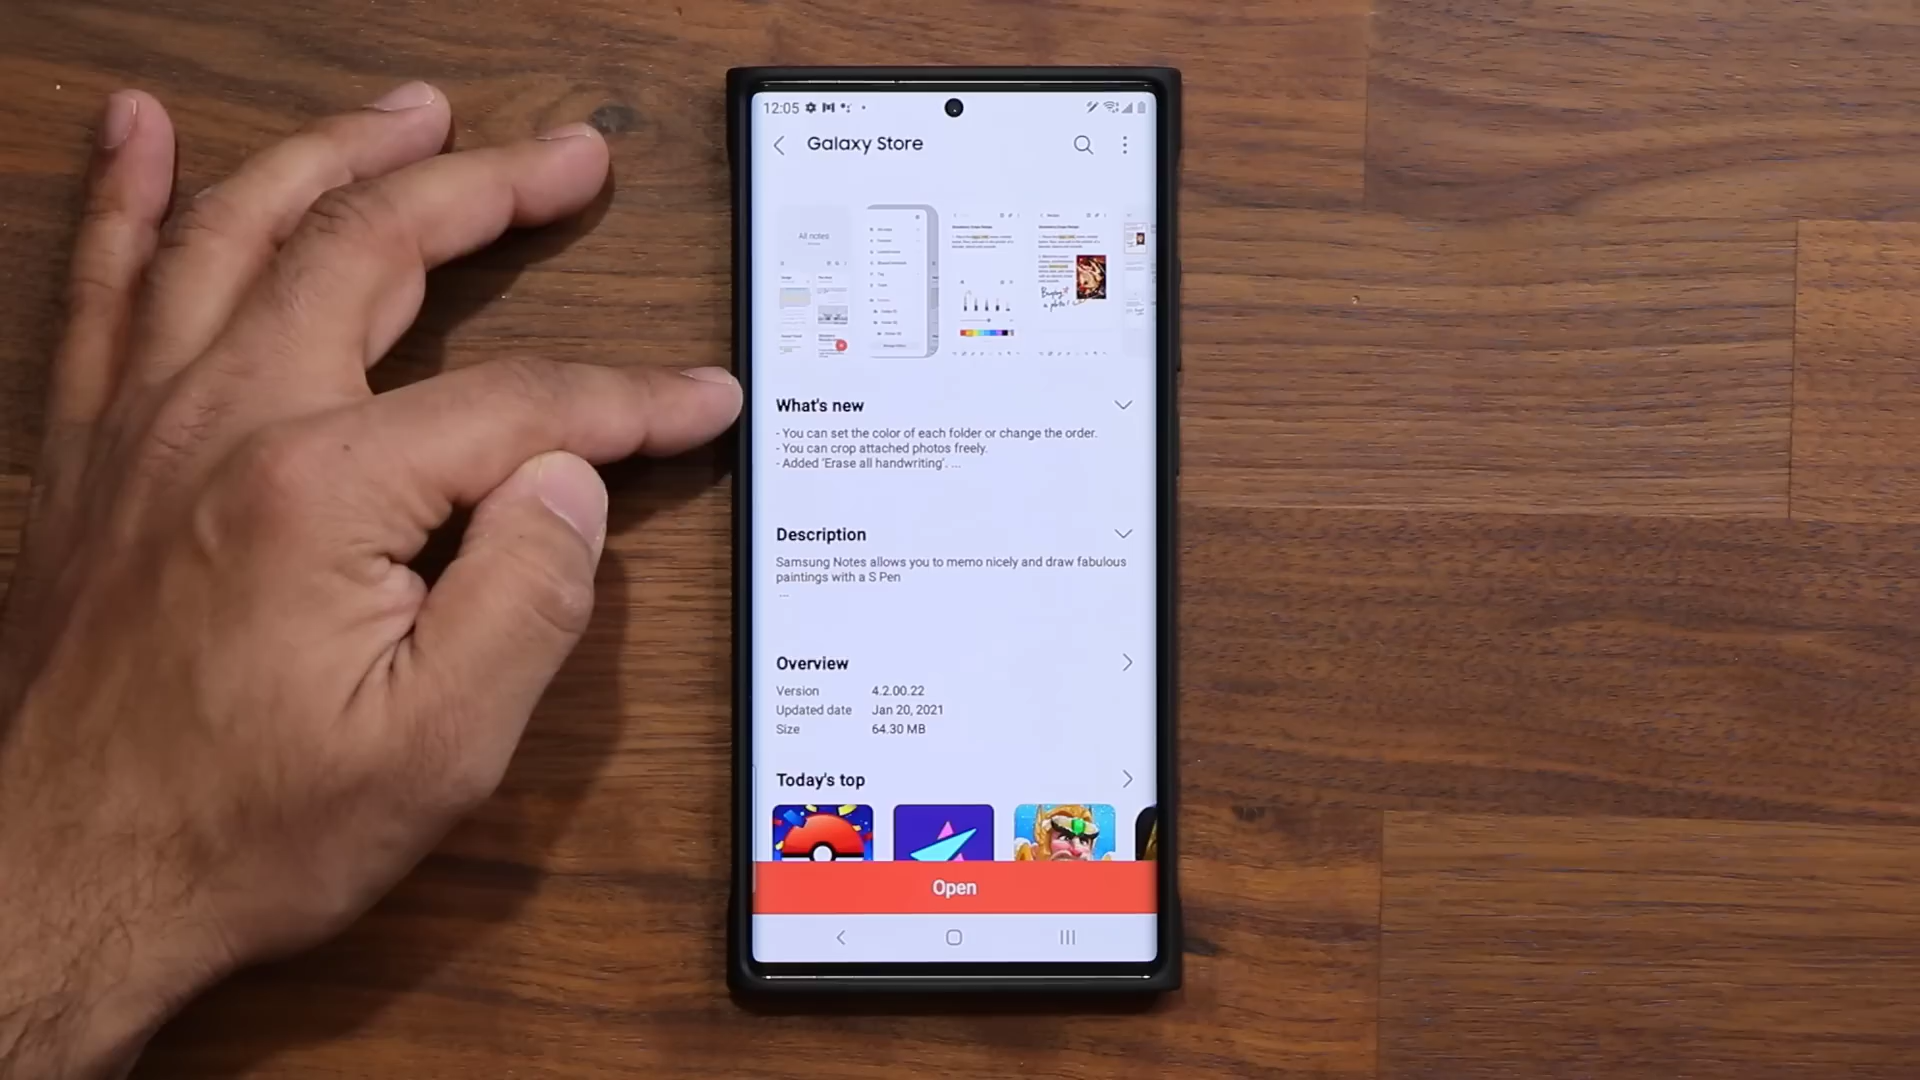 12:05
Galaxy Store
All notes
What's new
- You can set the color of each folder or change the order.
- You can crop attached photos freely.
- Added 'Erase all handwriting'. ...
Description
Samsung Notes allows you to memo nicely and draw fabulous
paintings with a S Pen
...
Overview
Version 4.2.00.22
Updated date Jan 20, 2021
Size 64.30 MB
Today's top
Open